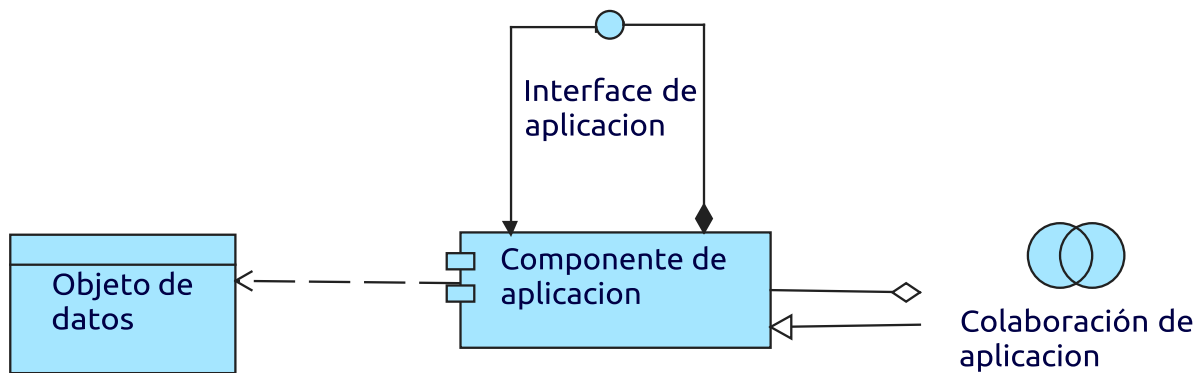 Interface de
aplicacion
Componente de
aplicacion
Objeto de
datos
Colaboración de
aplicacion